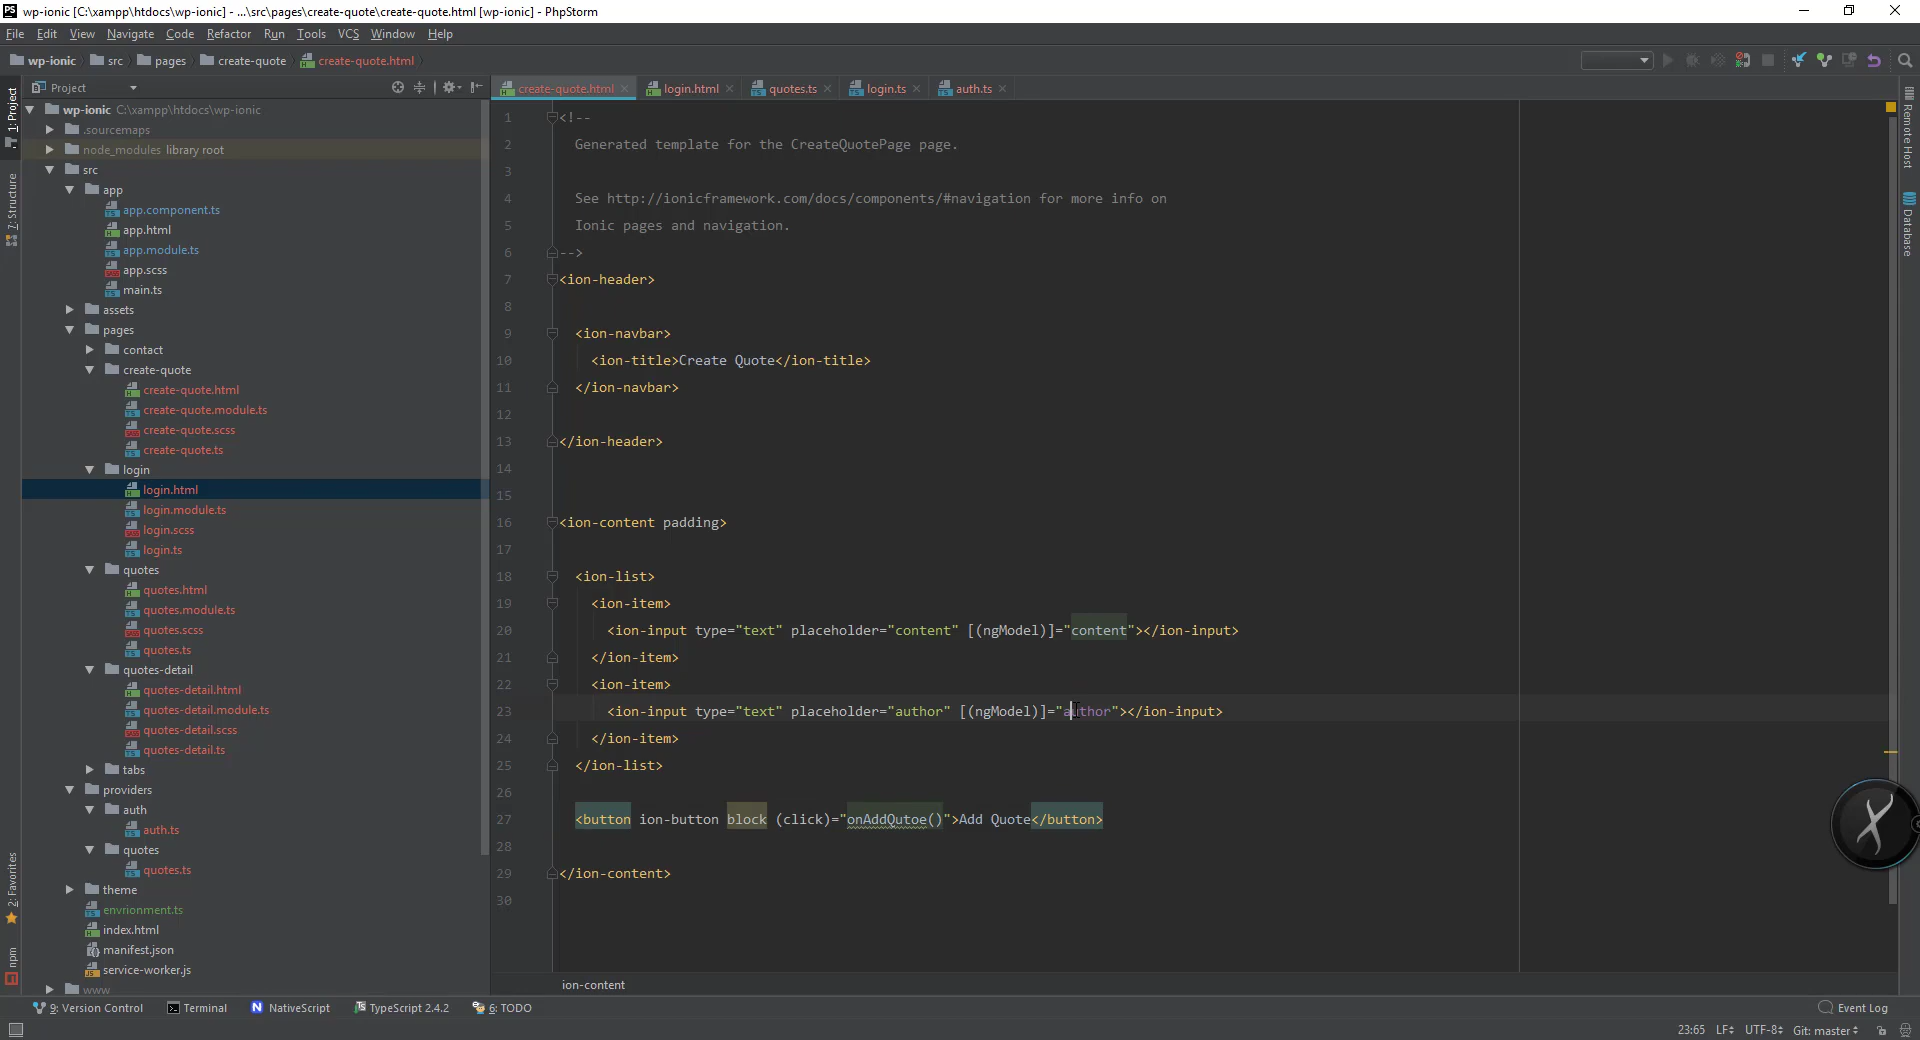 wp-ionic [C:\xampp\htdocs\wp-ionic] - ...\src\pages\create-quote\create-quote.html [wp-ionic] - PhpStorm
File Edit View Navigate Code Refactor Run Tools VCS Window Help
wp-ionic src pages create-quote create-quote.html
Project
create-quote.html login.html quotes.ts login.ts auth.ts
1: Project
7: Structure
2: Favorites
npm
wp-ionic C:\xampp\htdocs\wp-ionic
.sourcemaps
node_modules library root
src
app
app.component.ts
app.html
app.module.ts
app.scss
main.ts
assets
pages
contact
create-quote
create-quote.html
create-quote.module.ts
create-quote.scss
create-quote.ts
login
login.html
login.module.ts
login.scss
login.ts
quotes
quotes.html
quotes.module.ts
quotes.scss
quotes.ts
quotes-detail
quotes-detail.html
quotes-detail.module.ts
quotes-detail.scss
quotes-detail.ts
tabs
providers
auth
auth.ts
quotes
quotes.ts
theme
envrionment.ts
index.html
manifest.json
service-worker.js
www
1 <!--
2 Generated template for the CreateQuotePage page.
3
4 See http://ionicframework.com/docs/components/#navigation for more info on
5 Ionic pages and navigation.
6 -->
7 <ion-header>
8
9 <ion-navbar>
10 <ion-title>Create Quote</ion-title>
11 </ion-navbar>
12
13 </ion-header>
14
15
16 <ion-content padding>
17
18 <ion-list>
19 <ion-item>
20 <ion-input type="text" placeholder="content" [(ngModel)]="content"></ion-input>
21 </ion-item>
22 <ion-item>
23 <ion-input type="text" placeholder="author" [(ngModel)]="author"></ion-input>
24 </ion-item>
25 </ion-list>
26
27 <button ion-button block (click)="onAddQutoe()">Add Quote</button>
28
29 </ion-content>
30
ion-content
Remote Host
Database
9: Version Control Terminal NativeScript TypeScript 2.4.2 6: TODO Event Log
23:65 LF UTF-8 Git: master